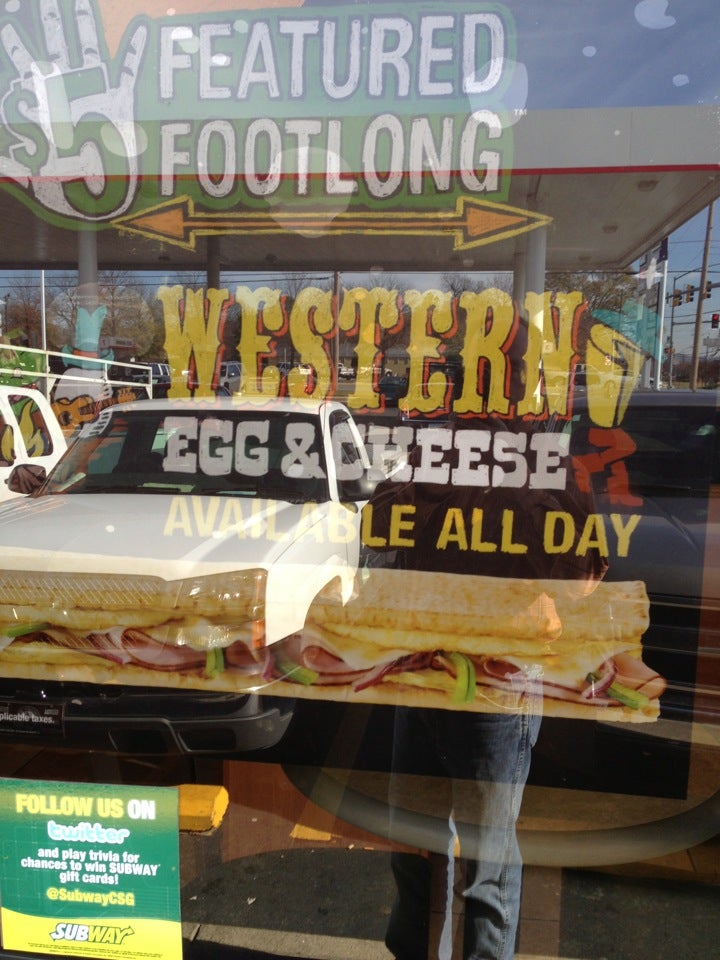 $5 FEATURED
FOOTLONG™
WESTERN
EGG & CHEESE
AVAILABLE ALL DAY
plicable taxes.
FOLLOW US ON
twitter
and play trivia for
chances to win SUBWAY®
gift cards!
@SubwayCSG
SUBWAY